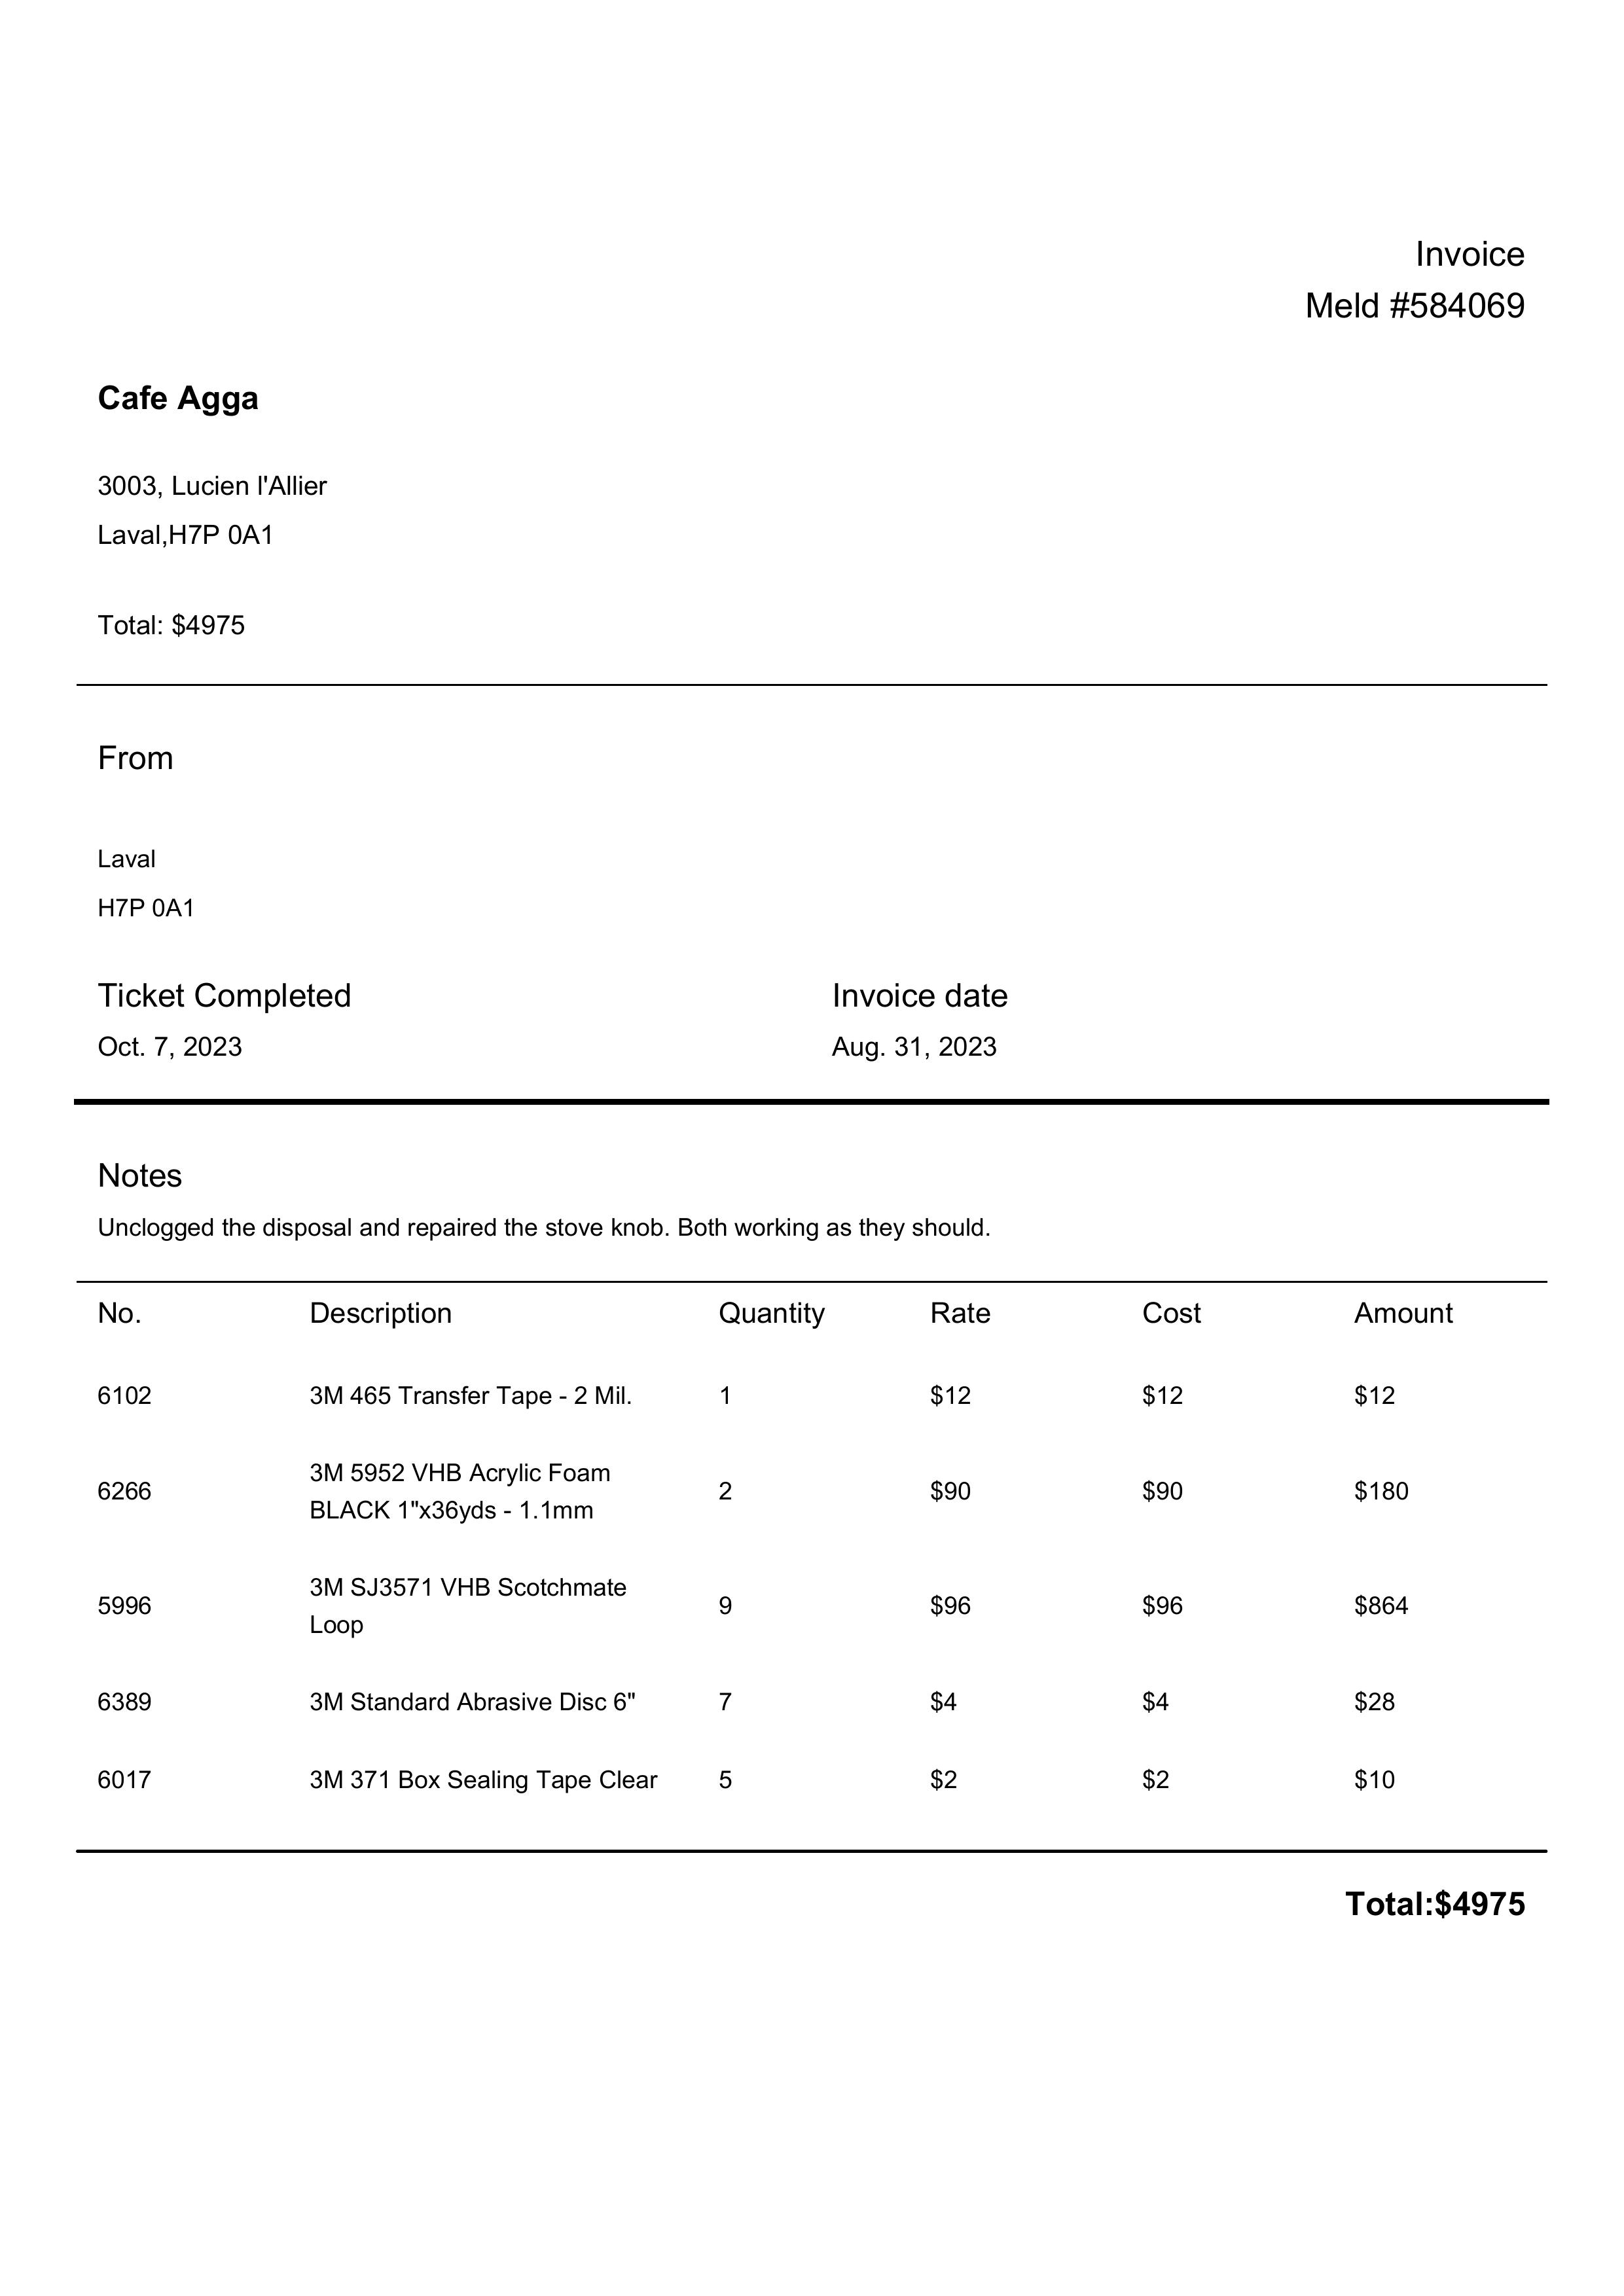 Invoice
Meld #584069
Cafe Agga
3003, Lucien l'Allier
Laval,H7P 0A1
Total: $4975
From
Laval
H7P 0A1
Ticket Completed Invoice date
Oct. 7, 2023 Aug. 31, 2023
Notes
Unclogged the disposal and repaired the stove knob. Both working as they should.
No. Description Quantity Rate Cost Amount
6102 3M 465 Transfer Tape - 2 Mil. 1 $12 $12 $12
3M 5952 VHB Acrylic Foam
6266 2 $90 $90 $180
BLACK 1"x36yds - 1.1mm
3M SJ3571 VHB Scotchmate
5996 9 $96 $96 $864
Loop
6389 3M Standard Abrasive Disc 6" 7 $4 $4 $28
6017 3M 371 Box Sealing Tape Clear 5 $2 $2 $10
Total:$4975